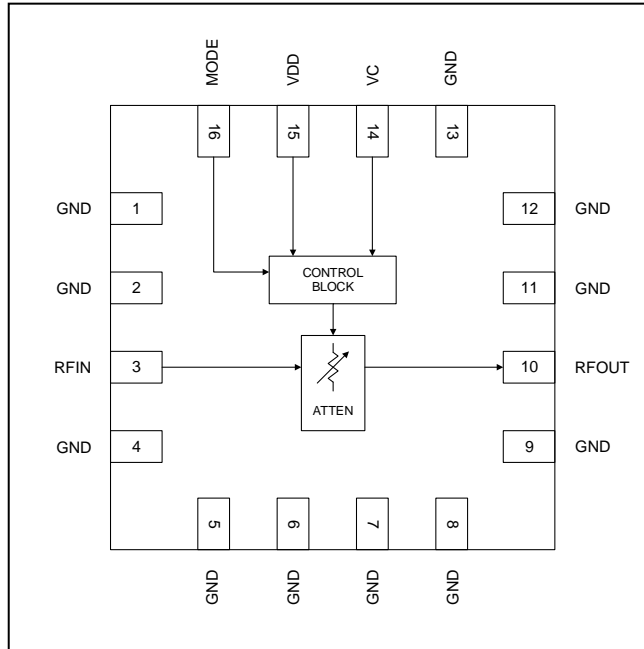 MODE
VDD
VC
GND
16
15
14
13
GND
1
12
GND
GND
2
CONTROL
BLOCK
11
GND
RFIN
3
10
RFOUT
ATTEN
GND
4
9
GND
5
6
7
8
GND
GND
GND
GND